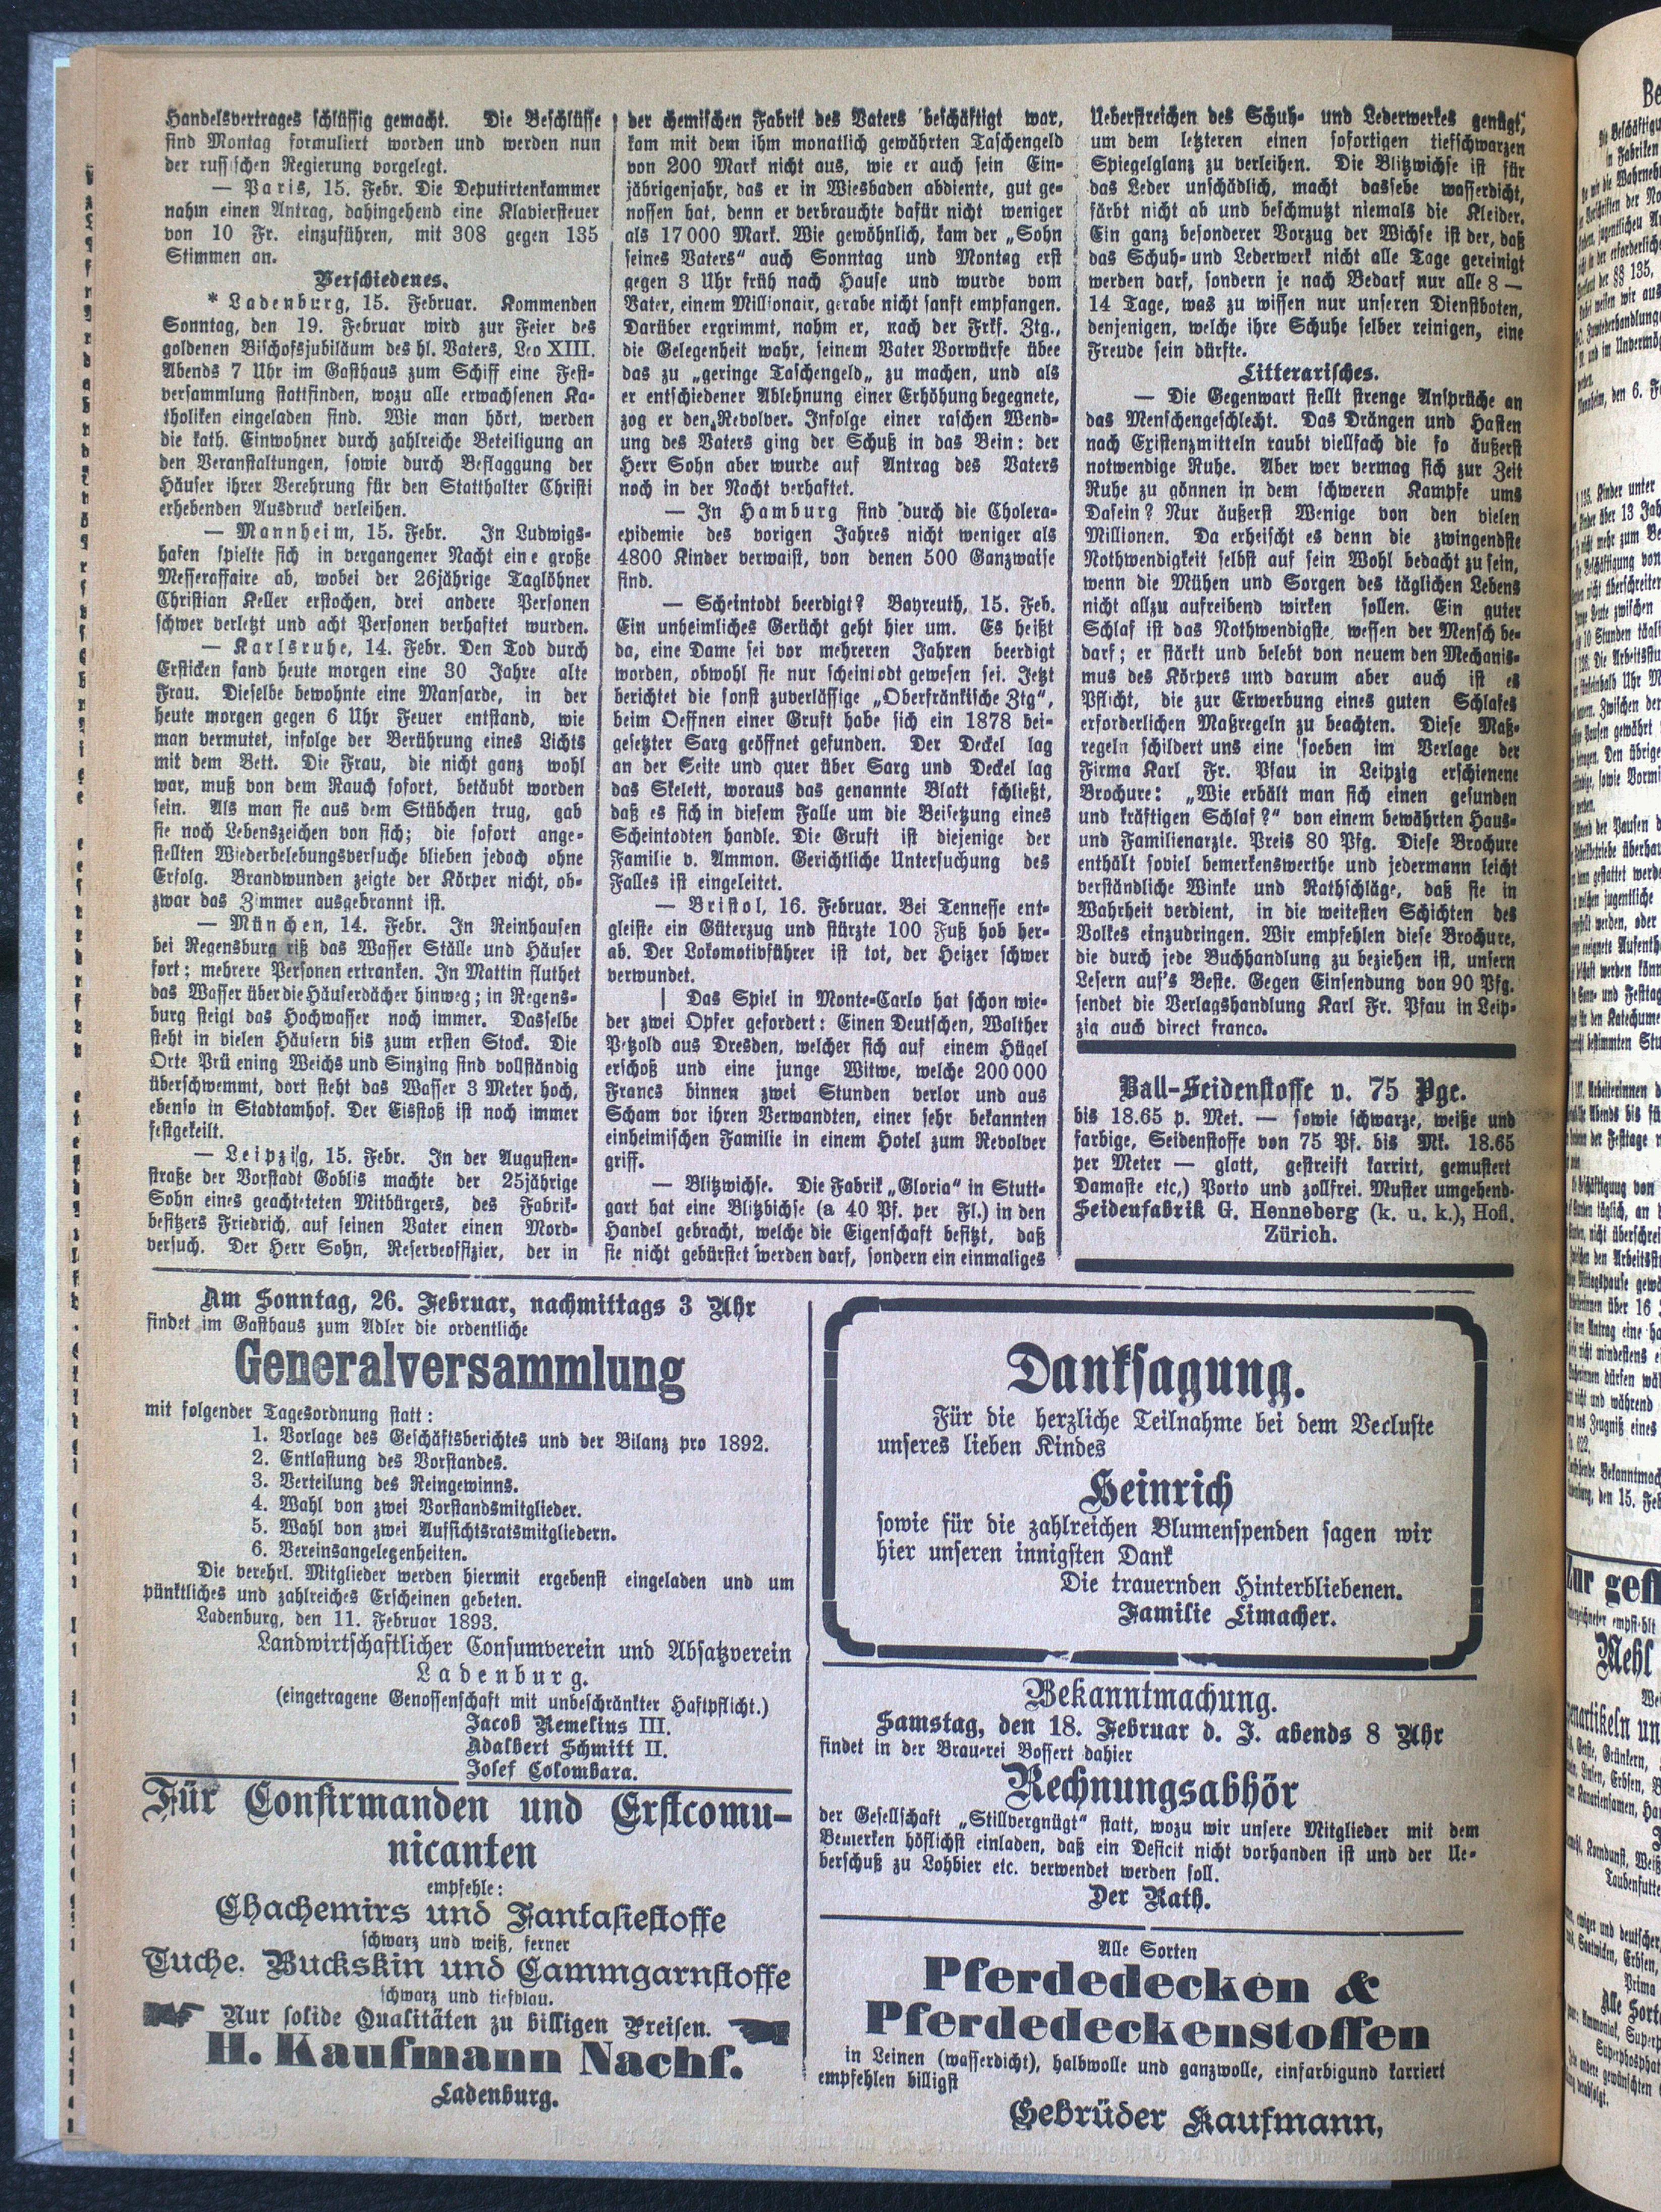 Handelsvertrages schlüssig gemacht. Die Beschlüsse
sind Montag formuliert worden und werden nun
der russischen Regierung vorgelegt.
— Paris, 15. Febr. Die Deputirtenkammer
nahm einen Antrag, dahingehend eine Klaviersteuer
von 10 Fr. einzuführen, mit 308 gegen 135
Stimmen an.
Verschiedenes.
* Ladenburg, 15. Februar. Kommenden
Sonntag, den 19. Februar wird zur Feier des
goldenen Bischofsjubiläum des hl. Vaters, Leo XIII.
Abends 7 Uhr im Gasthaus zum Schiff eine Fest-
versammlung stattfinden, wozu alle erwachsenen Ka-
tholiken eingeladen sind. Wie man hört, werden
die kath. Einwohner durch zahlreiche Beteiligung an
den Veranstaltungen, sowie durch Beflaggung der
Häuser ihrer Verehrung für den Statthalter Christi
erhebenden Ausdruck verleihen.
— Mannheim, 15. Febr. In Ludwigs-
hafen spielte sich in vergangener Nacht eine große
Messeraffaire ab, wobei der 26jährige Taglöhner
Christian Keller erstochen, drei andere Personen
schwer verletzt und acht Personen verhaftet wurden.
— Karlsruhe, 14. Febr. Den Tod durch
Ersticken fand heute morgen eine 30 Jahre alte
Frau. Dieselbe bewohnte eine Mansarde, in der
heute morgen gegen 6 Uhr Feuer entstand, wie
man vermutet, infolge der Berührung eines Lichts
mit dem Bett. Die Frau, die nicht ganz wohl
war, muß von dem Rauch sofort, betäubt worden
sein. Als man sie aus dem Stübchen trug, gab
sie noch Lebenszeichen von sich; die sofort ange-
stellten Wiederbelebungsversuche blieben jedoch ohne
Erfolg. Brandwunden zeigte der Körper nicht, ob-
zwar das Zimmer ausgebrannt ist.
— München, 14. Febr. In Reinhausen
bei Regensburg riß das Wasser Ställe und Häuser
fort; mehrere Personen ertranken. In Mattin fluthet
das Wasser über die Häuserdächer hinweg; in Regens-
burg steigt das Hochwasser noch immer. Dasselbe
steht in vielen Häusern bis zum ersten Stock. Die
Orte Prü ening Weichs und Sinzing sind vollständig
überschwemmt, dort steht das Wasser 3 Meter hoch,
ebenso in Stadtamhof. Der Eisstoß ist noch immer
festgekeilt.
— Leipzig, 15. Febr. In der Augusten-
straße der Vorstadt Goblis machte der 25jährige
Sohn eines geachteteten Mitbürgers, des Fabrik-
besitzers Friedrich, auf seinen Vater einen Mord-
versuch. Der Herr Sohn, Reserveoffizier, der in
der chemischen Fabrik des Vaters beschäftigt war,
kam mit dem ihm monatlich gewährten Taschengeld
von 200 Mark nicht aus, wie er auch sein Ein-
jährigenjahr, das er in Wiesbaden abdiente, gut ge-
nossen hat, denn er verbrauchte dafür nicht weniger
als 17000 Mark. Wie gewöhnlich, kam der „Sohn
seines Vaters“ auch Sonntag und Montag erst
gegen 3 Uhr früh nach Hause und wurde vom
Vater, einem Millionair, gerade nicht sanft empfangen.
Darüber ergrimmt, nahm er, nach der Frkf. Ztg.,
die Gelegenheit wahr, seinem Vater Vorwürfe übee
das zu „geringe Taschengeld„ zu machen, und als
er entschiedener Ablehnung einer Erhöhung begegnete,
zog er den Revolver. Infolge einer raschen Wend-
ung des Vaters ging der Schuß in das Bein: der
Herr Sohn aber wurde auf Antrag des Vaters
noch in der Nacht verhaftet.
— In Hamburg sind durch die Cholera-
epidemie des vorigen Jahres nicht weniger als
4800 Kinder verwaist, von denen 500 Ganzwaise
sind.
— Scheintodt beerdigt? Bayreuth, 15. Feb.
Ein unheimliches Gerücht geht hier um. Es heißt
da, eine Dame sei vor mehreren Jahren beerdigt
worden, obwohl sie nur scheintodt gewesen sei. Jetzt
berichtet die sonst zuverlässige „Oberfränkische Ztg“,
beim Oeffnen einer Gruft habe sich ein 1878 bei-
gesetzter Sarg geöffnet gefunden. Der Deckel lag
an der Seite und quer über Sarg und Deckel lag
das Skelett, woraus das genannte Blatt schließt,
daß es sich in diesem Falle um die Beisetzung eines
Scheintodten handle. Die Gruft ist diejenige der
Familie v. Ammon. Gerichtliche Untersuchung des
Falles ist eingeleitet.
— Bristol, 16. Februar. Bei Tennesse ent-
gleiste ein Güterzug und stürzte 100 Fuß hob her-
ab. Der Lokomotivführer ist tot, der Heizer schwer
verwundet.
| Das Spiel in Monte-Carlo hat schon wie-
der zwei Opfer gefordert: Einen Deutschen, Walther
Petzold aus Dresden, welcher sich auf einem Hügel
erschoß und eine junge Witwe, welche 200000
Francs binnen zwei Stunden verlor und aus
Scham vor ihren Verwandten, einer sehr bekannten
einheimischen Familie in einem Hotel zum Revolver
griff.
— Blitzwichse. Die Fabrik „Gloria“ in Stutt-
gart hat eine Blitzbichse (a 40 Pf. per Fl.) in den
Handel gebracht, welche die Eigenschaft besitzt, daß
sie nicht gebürstet werden darf, sondern ein einmaliges
Ueberstreichen des Schuh- und Lederwerkes genügt,
um dem letzteren einen sofortigen tiefschwarzen
Spiegelglanz zu verleihen. Die Blitzwichse ist für
das Leder unschädlich, macht dassebe wasserdicht,
färbt nicht ab und beschmutzt niemals die Kleider.
Ein ganz besonderer Vorzug der Wichse ist der, daß
das Schuh- und Lederwerk nicht alle Tage gereinigt
werden darf, sondern je nach Bedarf nur alle 8 —
14 Tage, was zu wissen nur unseren Dienstboten,
denjenigen, welche ihre Schuhe selber reinigen, eine
Freude sein dürfte.
Litterarisches.
— Die Gegenwart stellt strenge Ansprüche an
das Menschengeschlecht. Das Drängen und Hasten
nach Existenzmitteln raubt viellfach die fo äußerst
notwendige Ruhe. Aber wer vermag sich zur Zeit
Ruhe zu gönnen in dem schweren Kampfe ums
Dasein? Nur äußerst Wenige von den vielen
Millionen. Da erheischt es denn die zwingendste
Nothwendigkeit selbst auf sein Wohl bedacht zu sein,
wenn die Mühen und Sorgen des täglichen Lebens
nicht allzu aufreibend wirken sollen. Ein guter
Schlaf ist das Nothwendigste, wessen der Mensch be-
darf; er stärkt und belebt von neuem den Mechanis-
mus des Körpers und darum aber auch ist es
Pflicht, die zur Erwerbung eines guten Schlafes
erforderlichen Maßregeln zu beachten. Diese Maß-
regeln schildert uns eine soeben im Verlage der
Firma Karl Fr. Pfau in Leipzig erschienene
Brochure: „Wie erhält man sich einen gesunden
und kräftigen Schlaf?“ von einem bewährten Haus-
und Familienarzte. Preis 80 Pfg. Diese Brochure
enthält soviel bemerkenswerthe und jedermann leicht
verständliche Winke und Rathschläge, daß sie in
Wahrheit verdient, in die weitesten Schichten des
Volkes einzudringen. Wir empfehlen diese Brochure,
die durch jede Buchhandlung zu beziehen ist, unsern
Lesern auf's Beste. Gegen Einsendung von 90 Pfg.
sendet die Verlagshandlung Karl Fr. Pfau in Leip-
zig auch direct franco.
Ball-Seidenstoffe v. 75 Pge.
bis 18.65 p. Met. — sowie schwarze, weiße und
farbige, Seidenstoffe von 75 Pf. bis Mk. 18.65
per Meter — glatt, gestreift karrirt, gemustert
Damaste etc,) Porto und zollfrei. Muster umgehend.
Seidenfabrik G. Henneberg (k. u. k.), Hofl.
Zürich.
Am Sonntag, 26. Februar, nachmittags 3 Uhr
findet im Gasthaus zum Adler die ordentliche
Generalversammlung
mit folgender Tagesordnung statt:
1. Vorlage des Geschäftsberichtes und der Bilanz pro 1892.
2. Entlastung des Vorstandes.
3. Verteilung des Reingewinns.
4. Wahl von zwei Vorstandsmitglieder.
5. Wahl von zwei Aufsichtsratsmitgliedern.
6. Vereinsangelegenheiten.
Die verehrl. Mitglieder werden hiermit ergebenst eingeladen und um
pünktliches und zahlreiches Erscheinen gebeten.
Ladenburg, den 11. Februar 1893.
Landwirtschaftlicher Consumverein und Absatzverein
Ladenburg.
(eingetragene Genossenschaft mit unbeschränkter Haftpflicht.)
Jacob Remelius III.
Adalbert Schmitt II.
Josef Colombara.
Für Confirmanden und Erstcomu-
nicanten
empfehle:
Chachemirs und Fantasiestoffe
schwarz und weiß, ferner
Tuche. Buckskin und Cammgarnstoffe
schwarz und tiefblau.
Nur solide Qualitäten zu billigen Preisen.
H. Kaufmann Nachf.
Ladenburg.
Danksagung.
Für die herzliche Teilnahme bei dem Vecluste
unseres lieben Kindes
Heinrich
sowie für die zahlreichen Blumenspenden sagen wir
hier unseren innigsten Dank
Die trauernden Hinterbliebenen.
Familie Limacher.
Bekanntmachung.
Samstag, den 18. Februar d. J. abends 8 Uhr
findet in der Brauerei Bossert dahier
Rechnungsabhör
der Gesellschaft „Stillvergnügt“ statt, wozu wir unsere Mitglieder mit dem
Bemerken höflichst einladen, daß ein Deficit nicht vorhanden ist und der Ue-
berschuß zu Lohbier etc. verwendet werden soll.
Der Rath.
Alle Sorten
Pferdedecken &
Pferdedeckenstoffen
in Leinen (wasserdicht), halbwolle und ganzwolle, einfarbigund karriert
empfehlen billigst
Gebrüder Kaufmann,